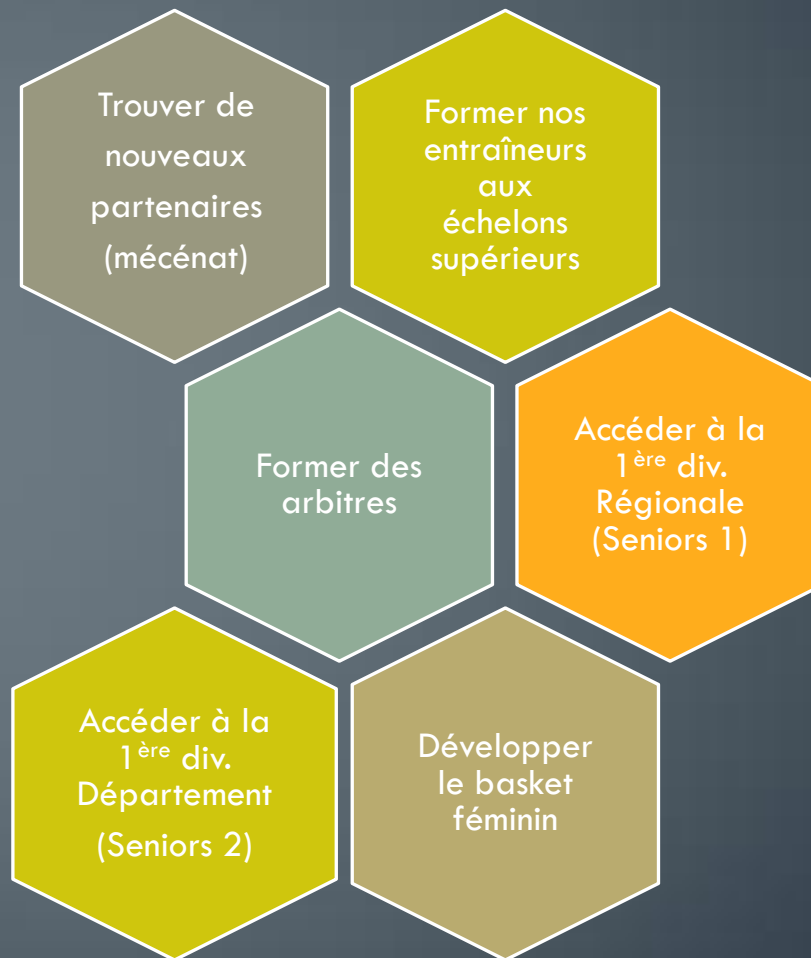 Trouver de
nouveaux
partenaires
(mécénat)
Former nos
entraîneurs
aux
échelons
supérieurs
Former des
arbitres
Accéder à la
1ère div.
Régionale
(Seniors 1)
Accéder à la
1ère div.
Département
(Seniors 2)
Développer
le basket
féminin